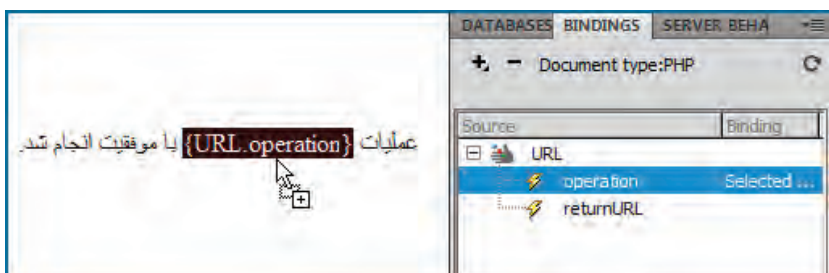 DATABASES BINDINGS SERVER BEHA
Document type:PHP
Source Binding
URL
operation Selected ...
returnURL
عملیات {URL.operation} با موفقیت انجام شد.